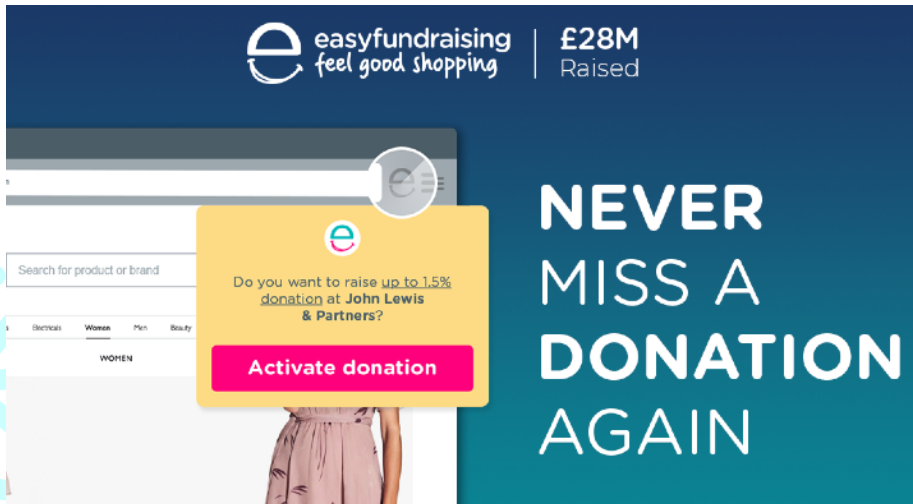 easyfundraising
feel good shopping
£28M
Raised
Search for product or brand
Electricals Women Men Beauty
WOMEN
Do you want to raise up to 1.5%
donation at John Lewis
& Partners?
Activate donation
NEVER
MISS A
DONATION
AGAIN